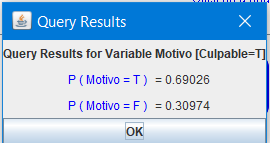 Query Results
Query Results for Variable Motivo [Culpable=T]
P ( Motivo = T ) = 0.69026
P ( Motivo = F ) = 0.30974
OK